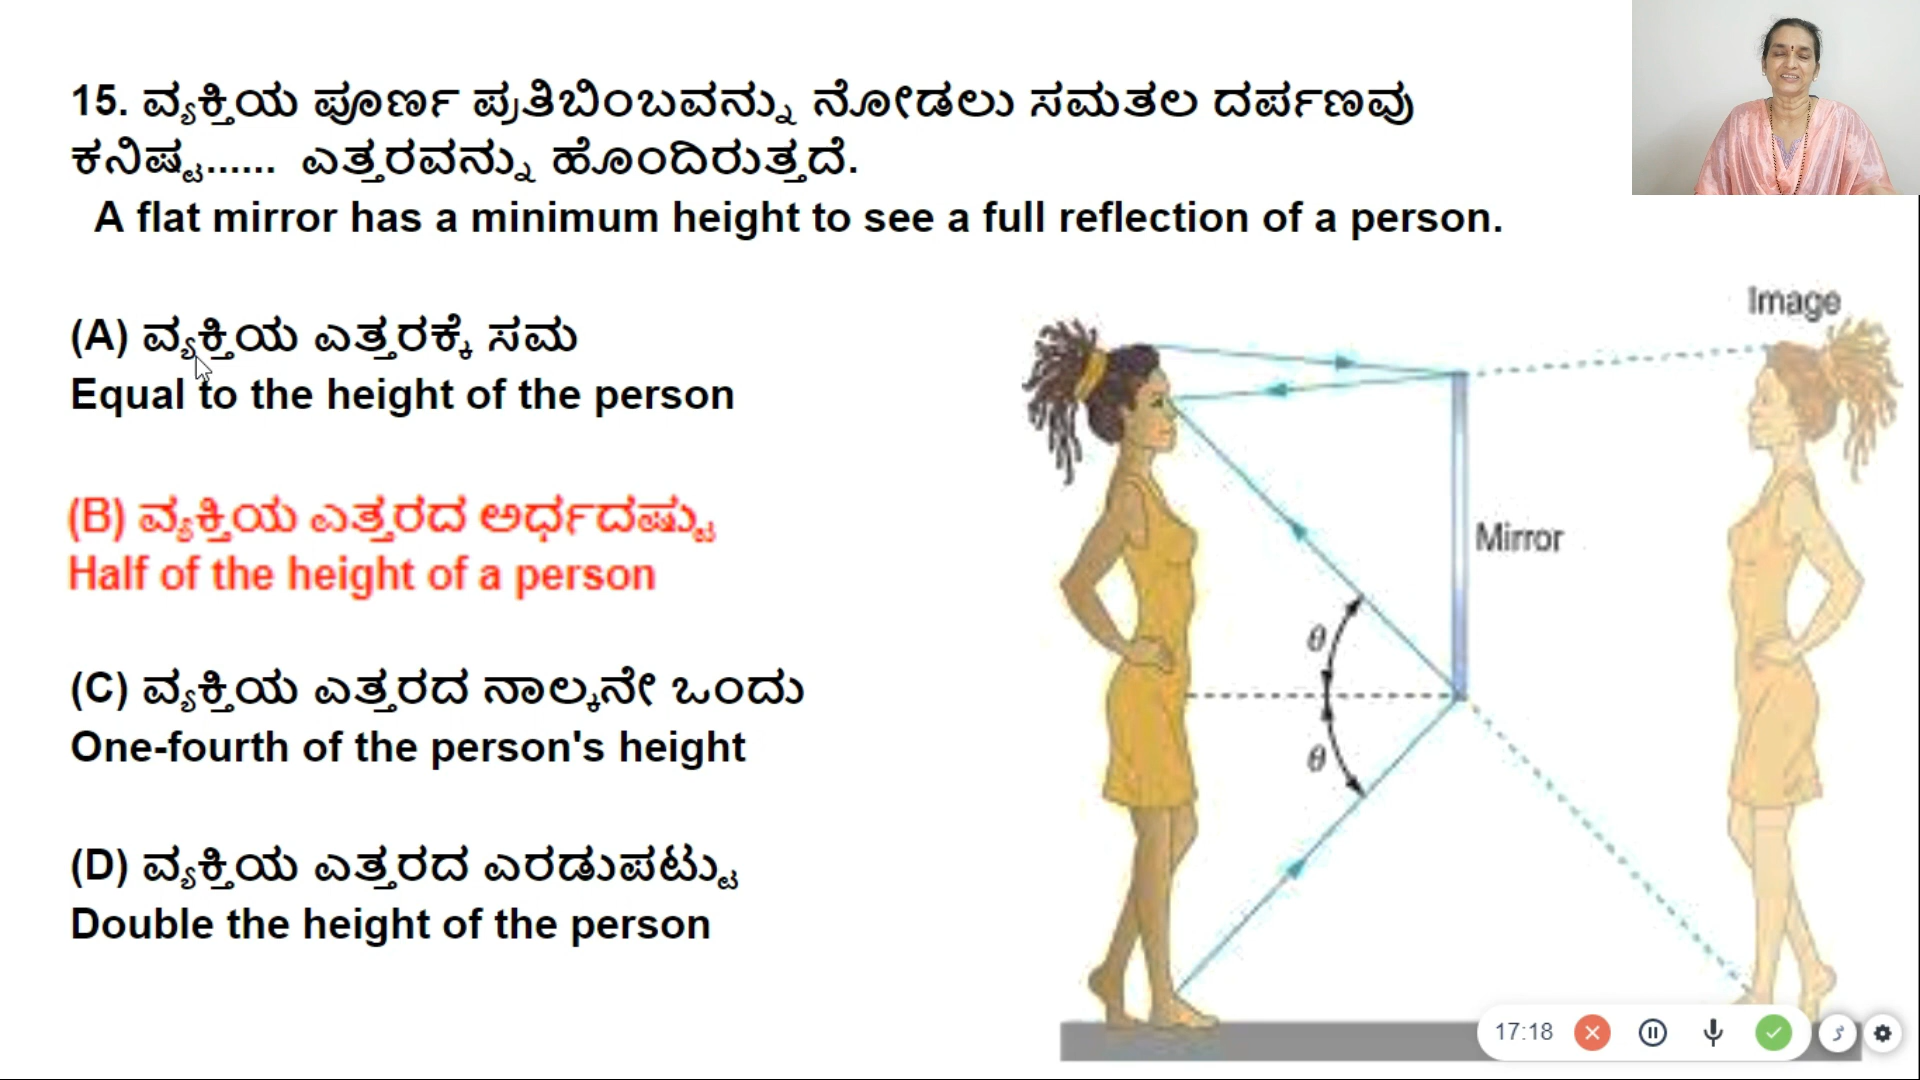 15. ವ್ಯಕ್ತಿಯ ಪೂರ್ಣ ಪ್ರತಿಬಿಂಬವನ್ನು ನೋಡಲು ಸಮತಲ ದರ್ಪಣವು
ಕನಿಷ್ಟ...... ಎತ್ತರವನ್ನು ಹೊಂದಿರುತ್ತದೆ.
A flat mirror has a minimum height to see a full reflection of a person.
(A) ವ್ಯಕ್ತಿಯ ಎತ್ತರಕ್ಕೆ ಸಮ
Equal to the height of the person
(B) ವ್ಯಕ್ತಿಯ ಎತ್ತರದ ಅರ್ಧದಷ್ಟು
Half of the height of a person
(C) ವ್ಯಕ್ತಿಯ ಎತ್ತರದ ನಾಲ್ಕನೇ ಒಂದು
One-fourth of the person's height
(D) ವ್ಯಕ್ತಿಯ ಎತ್ತರದ ಎರಡುಪಟ್ಟು
Double the height of the person
Image
Mirror
θ
θ
17:18